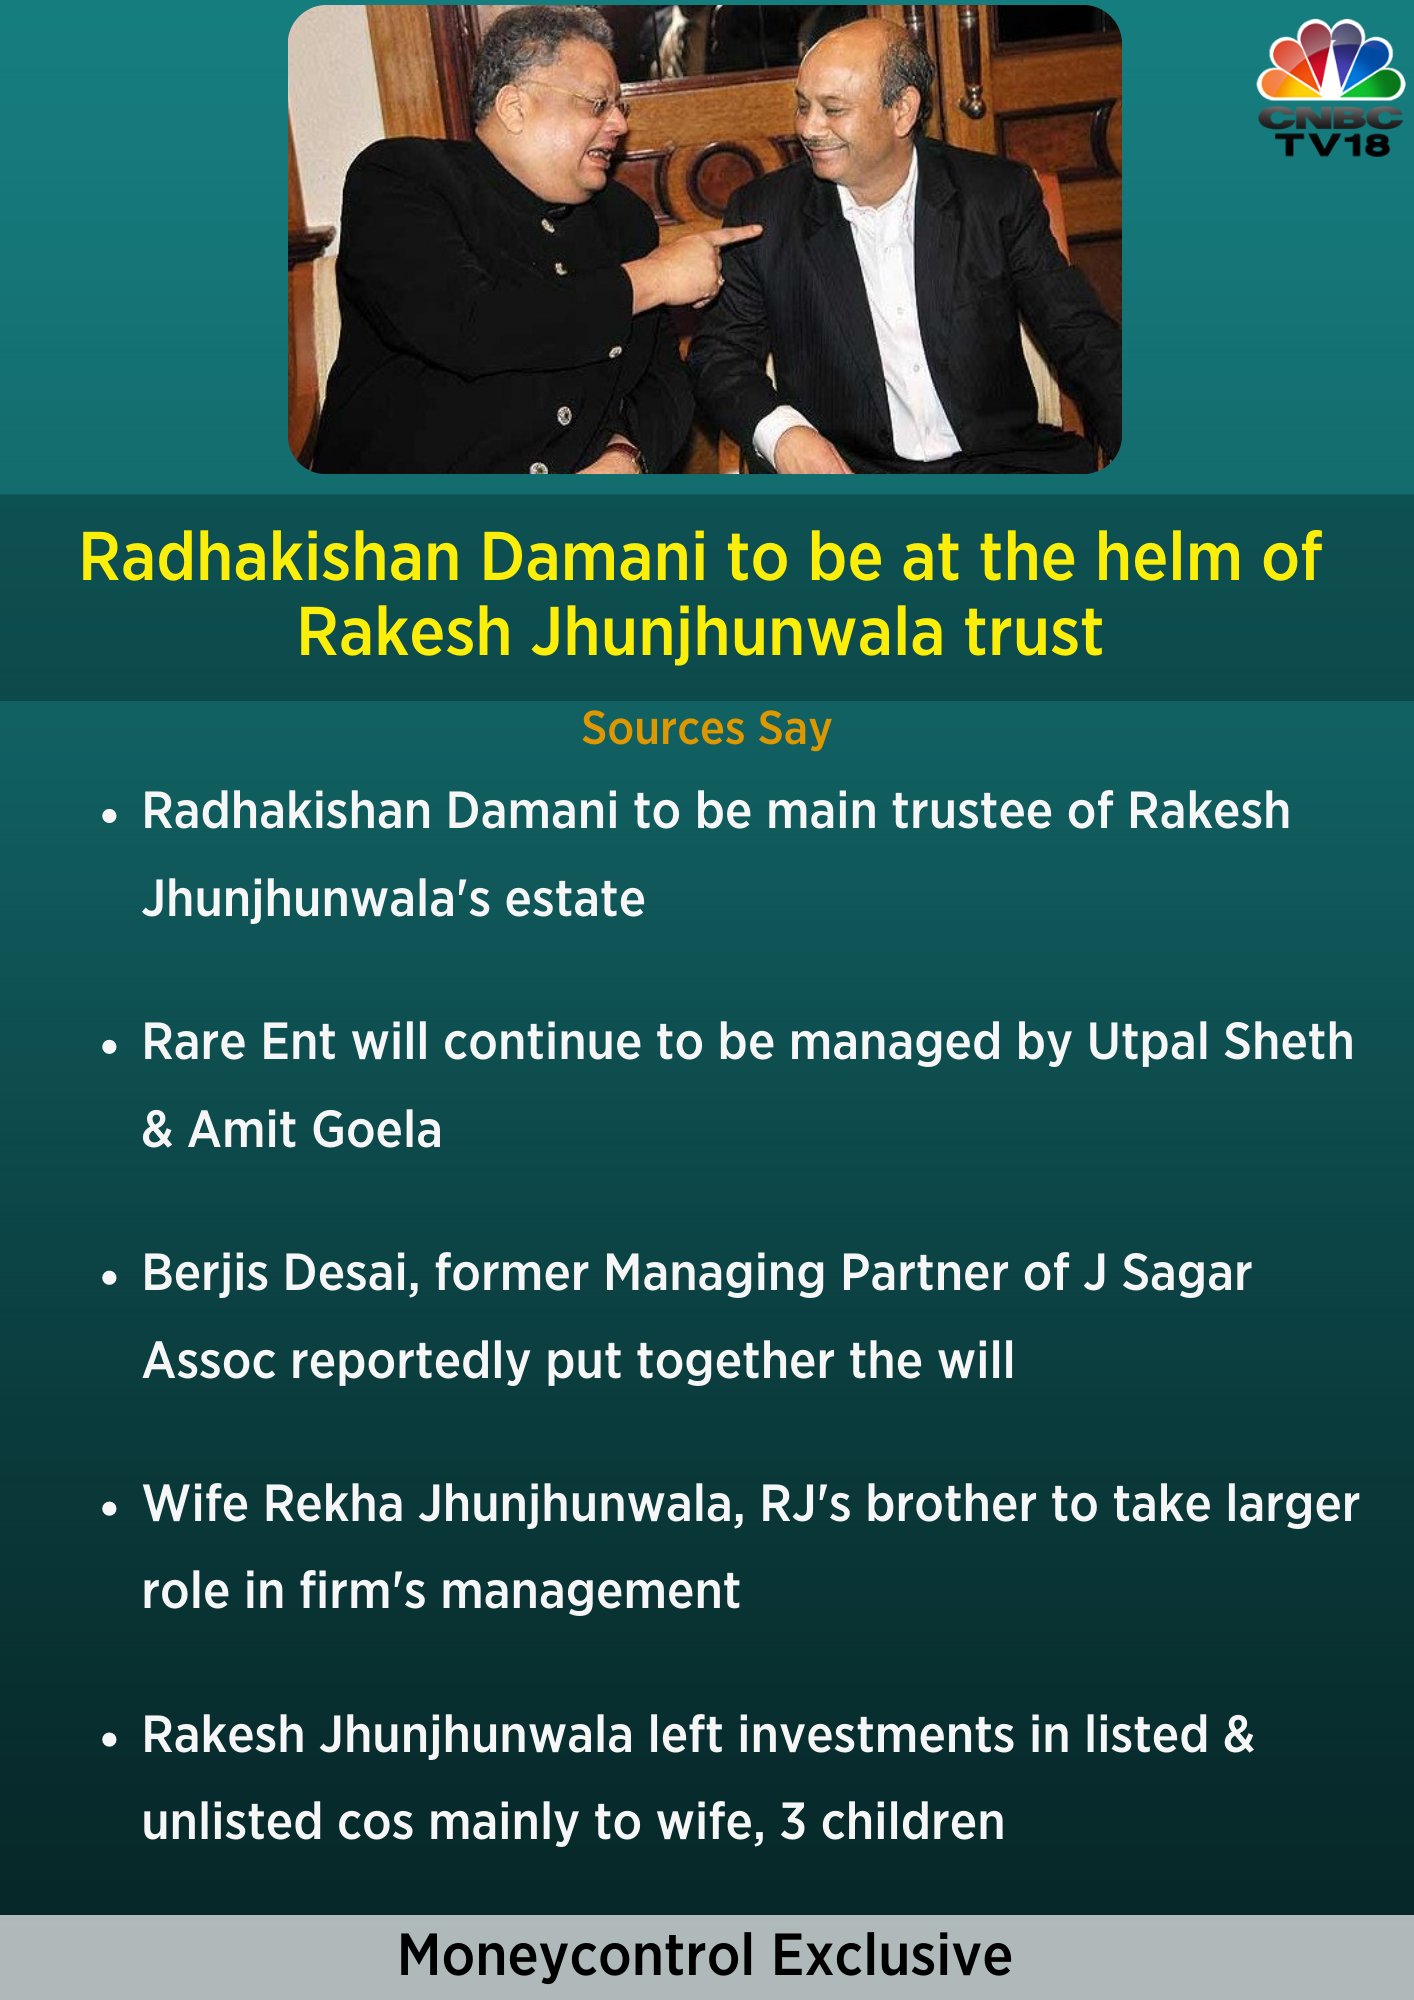 CNBC
TV18
Radhakishan Damani to be at the helm of
Rakesh Jhunjhunwala trust
Sources Say
• Radhakishan Damani to be main trustee of Rakesh
Jhunjhunwala's estate
• Rare Ent will continue to be managed by Utpal Sheth
& Amit Goela
• Berjis Desai, former Managing Partner of J Sagar
Assoc reportedly put together the will
• Wife Rekha Jhunjhunwala, RJ's brother to take larger
role in firm's management
• Rakesh Jhunjhunwala left investments in listed &
unlisted cos mainly to wife, 3 children
Moneycontrol Exclusive